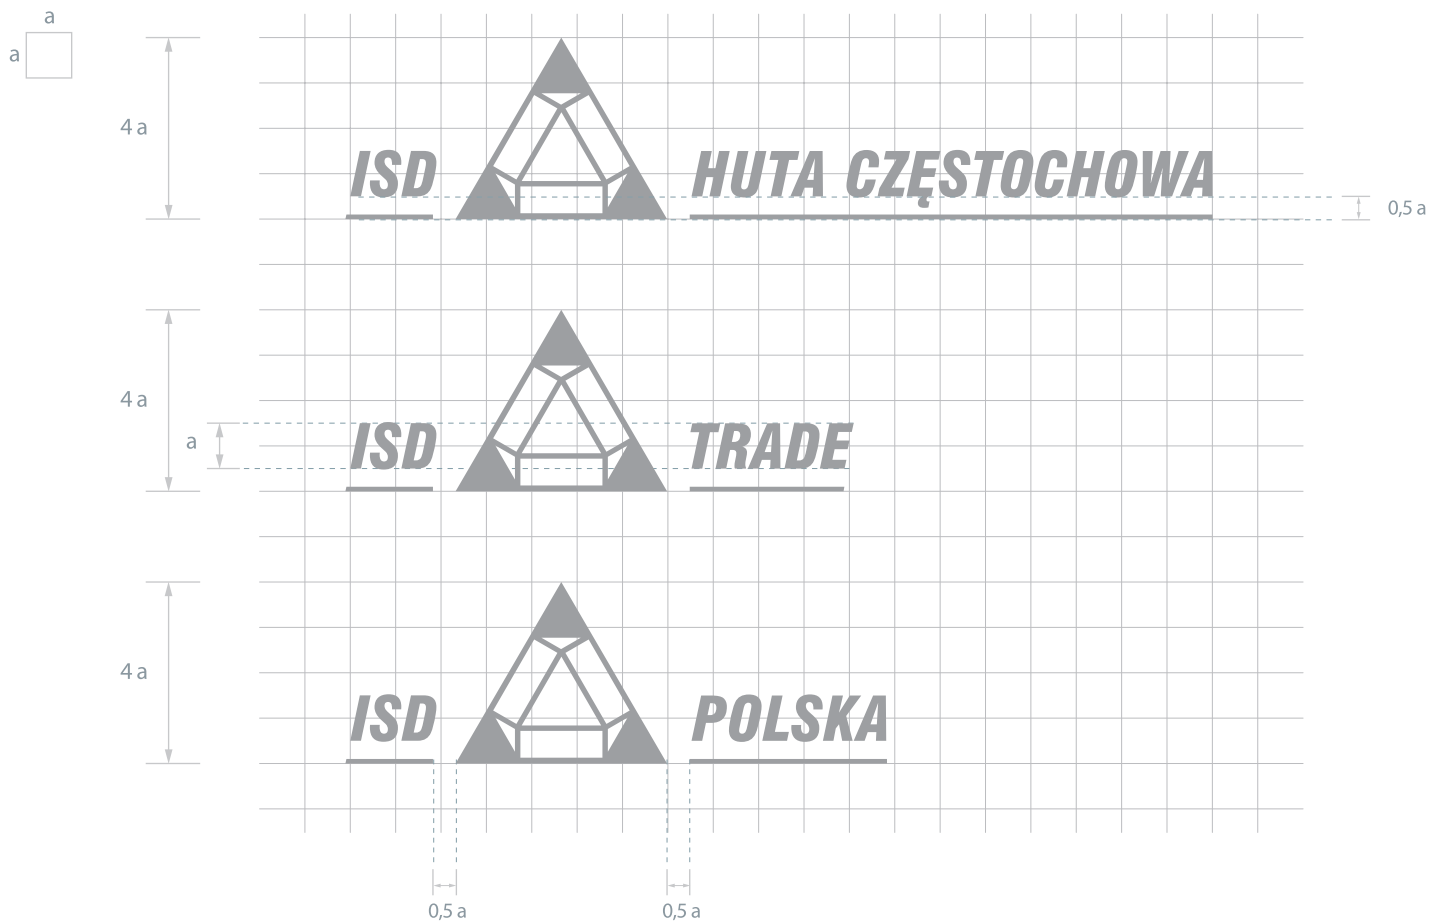 a
a
4 a
ISD HUTA CZĘSTOCHOWA
0,5 a
4 a
a
ISD TRADE
4 a
ISD POLSKA
0,5 a 0,5 a